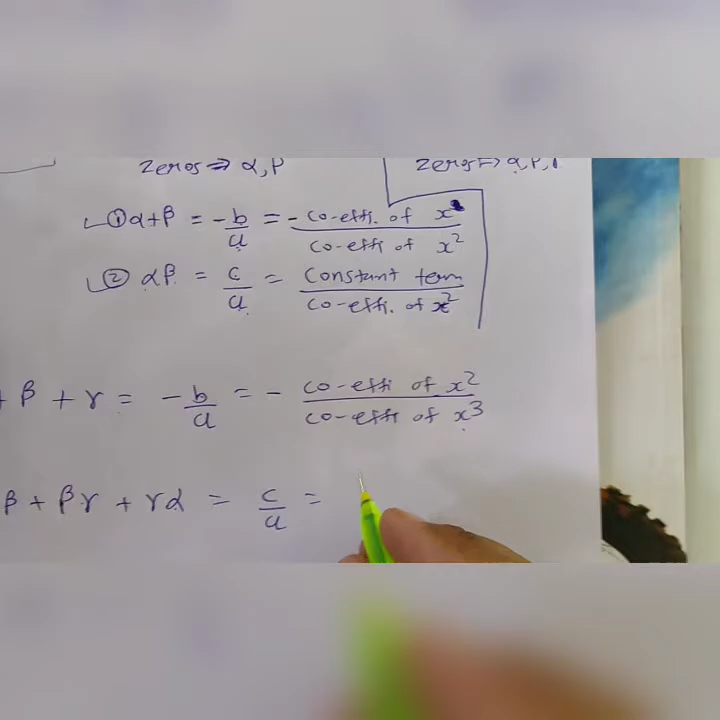 zeros ⇒ α, β
zeros ⇒ α, β,
① α+β = -b/a = - co-effi. of x / co-effi of x²
② αβ = c/a = constant term / co-effi. of x²
+ β + γ = -b/a = - co-effi of x² / co-effi of x³
β + βγ + γα = c/a =